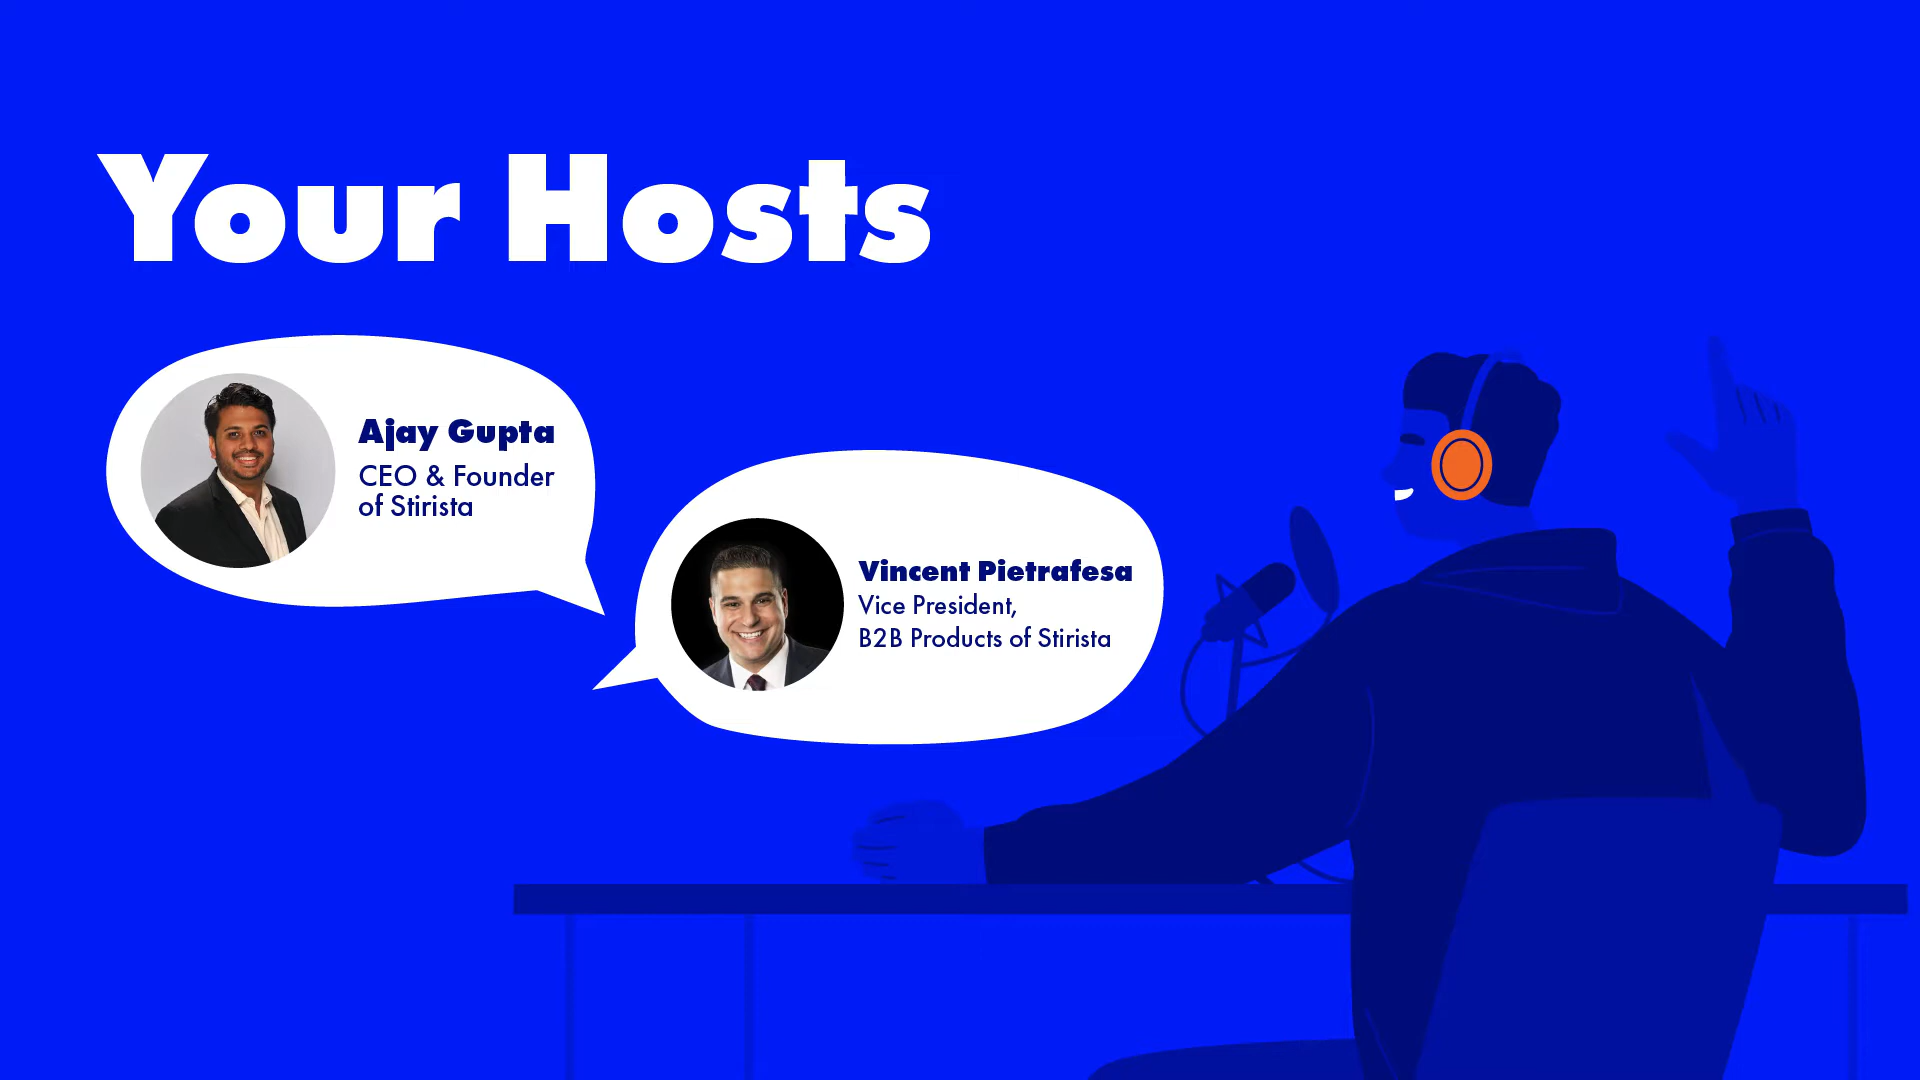 Your Hosts
Ajay Gupta
CEO & Founder
of Stirista
Vincent Pietrafesa
Vice President,
B2B Products of Stirista